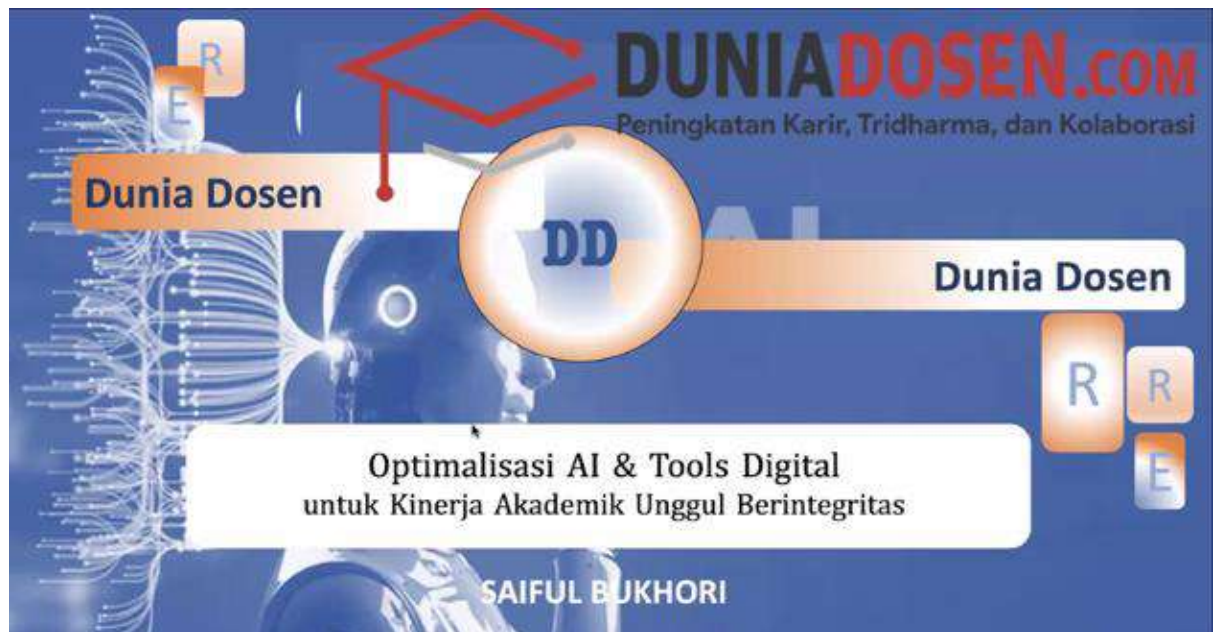 R
E
DUNIADOSEN.COM
Peningkatan Karir, Tridharma, dan Kolaborasi
Dunia Dosen
DD
AI
Dunia Dosen
R
R
E
Optimalisasi AI & Tools Digital
untuk Kinerja Akademik Unggul Berintegritas
SAIFUL BUKHORI